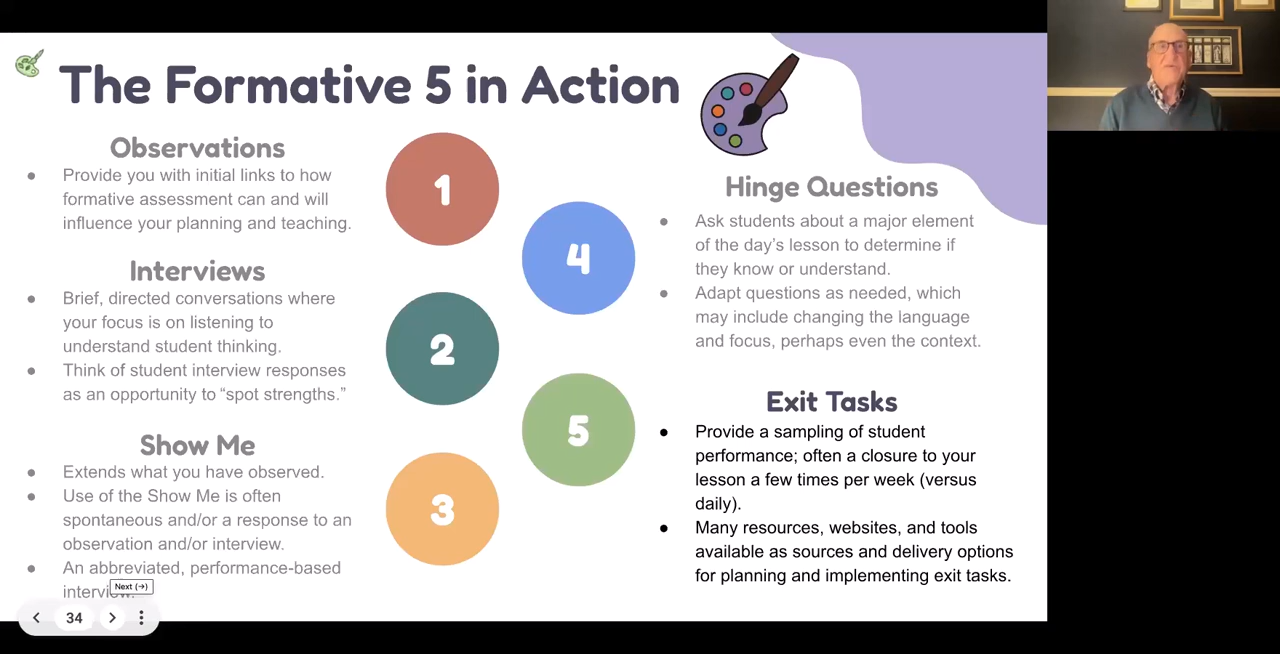 The Formative 5 in Action
Observations
● Provide you with initial links to how
formative assessment can and will
influence your planning and teaching.
Interviews
● Brief, directed conversations where
your focus is on listening to
understand student thinking.
● Think of student interview responses
as an opportunity to “spot strengths.”
Show Me
● Extends what you have observed.
● Use of the Show Me is often
spontaneous and/or a response to an
observation and/or interview.
● An abbreviated, performance-based
interview.
Next (→)
34
1
2
3
4
5
Hinge Questions
● Ask students about a major element
of the day’s lesson to determine if
they know or understand.
● Adapt questions as needed, which
may include changing the language
and focus, perhaps even the context.
Exit Tasks
● Provide a sampling of student
performance; often a closure to your
lesson a few times per week (versus
daily).
● Many resources, websites, and tools
available as sources and delivery options
for planning and implementing exit tasks.